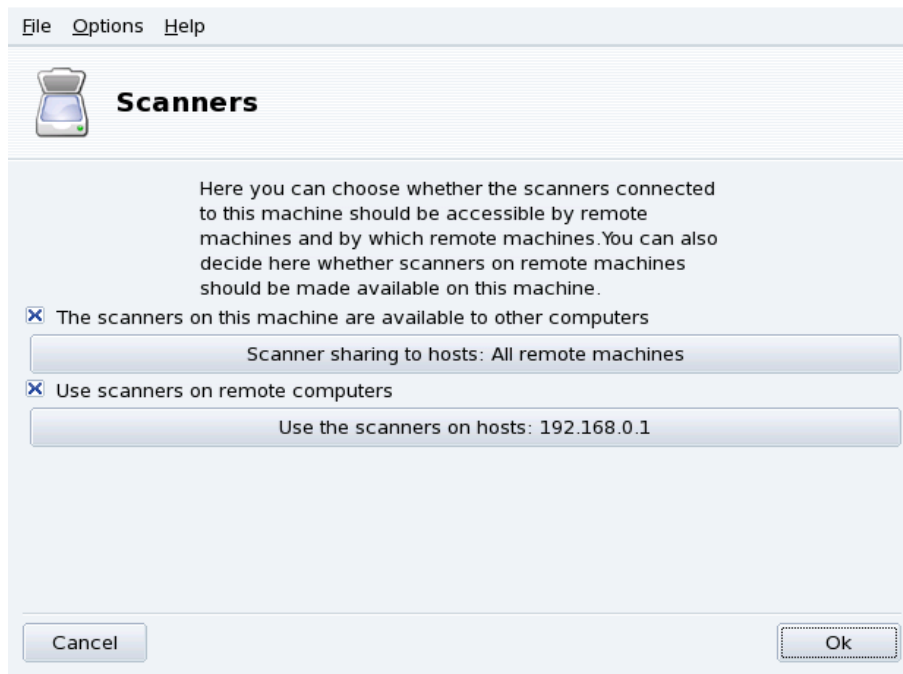 File Options Help
Scanners
Here you can choose whether the scanners connected
to this machine should be accessible by remote
machines and by which remote machines.You can also
decide here whether scanners on remote machines
should be made available on this machine.
The scanners on this machine are available to other computers
Scanner sharing to hosts: All remote machines
Use scanners on remote computers
Use the scanners on hosts: 192.168.0.1
Cancel Ok